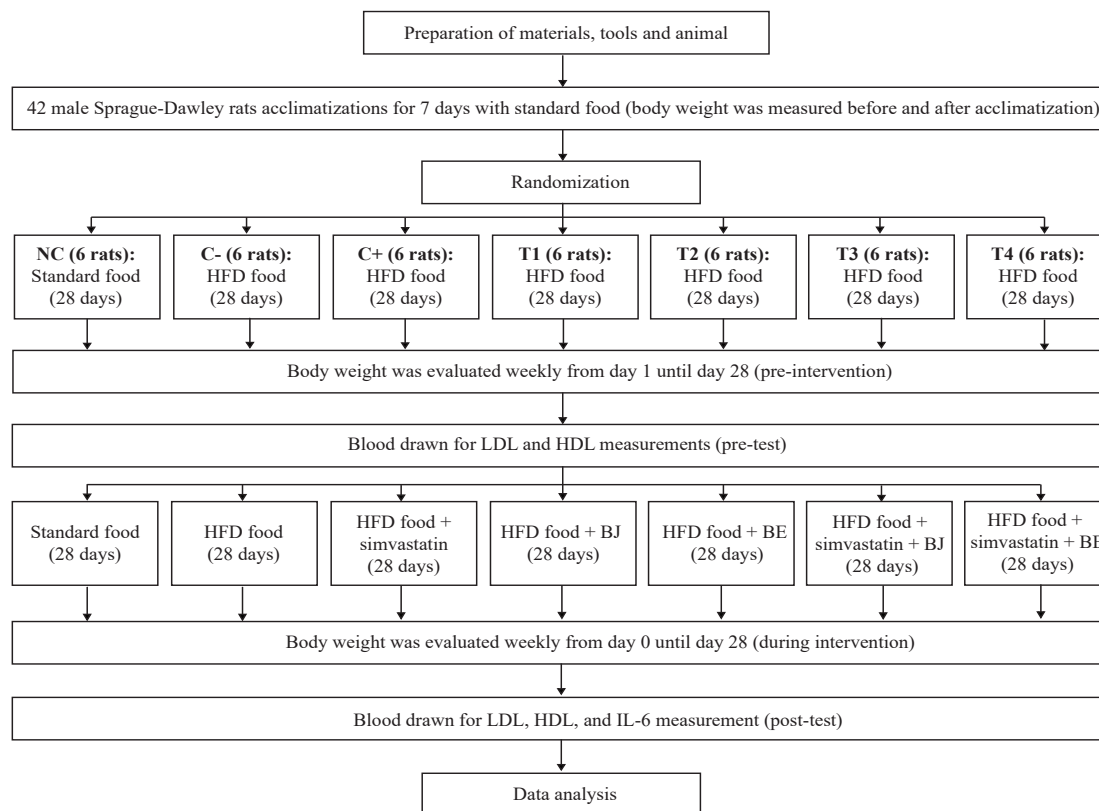 Preparation of materials, tools and animal
42 male Sprague-Dawley rats acclimatizations for 7 days with standard food (body weight was measured before and after acclimatization)
Randomization
NC (6 rats):
Standard food
(28 days)
C- (6 rats):
HFD food
(28 days)
C+ (6 rats):
HFD food
(28 days)
T1 (6 rats):
HFD food
(28 days)
T2 (6 rats):
HFD food
(28 days)
T3 (6 rats):
HFD food
(28 days)
T4 (6 rats):
HFD food
(28 days)
Body weight was evaluated weekly from day 1 until day 28 (pre-intervention)
Blood drawn for LDL and HDL measurements (pre-test)
Standard food
(28 days)
HFD food
(28 days)
HFD food +
simvastatin
(28 days)
HFD food + BJ
(28 days)
HFD food + BE
(28 days)
HFD food +
simvastatin + BJ
(28 days)
HFD food +
simvastatin + BE
(28 days)
Body weight was evaluated weekly from day 0 until day 28 (during intervention)
Blood drawn for LDL, HDL, and IL-6 measurement (post-test)
Data analysis